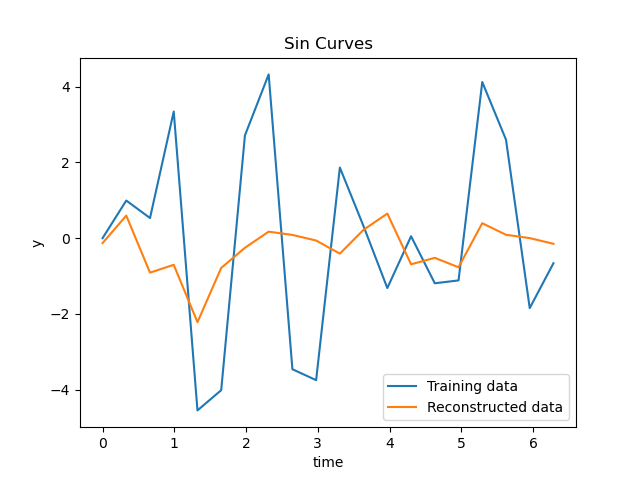 Sin Curves
y
4
2
0
−2
−4
0 1 2 3 4 5 6
time
Training data
Reconstructed data